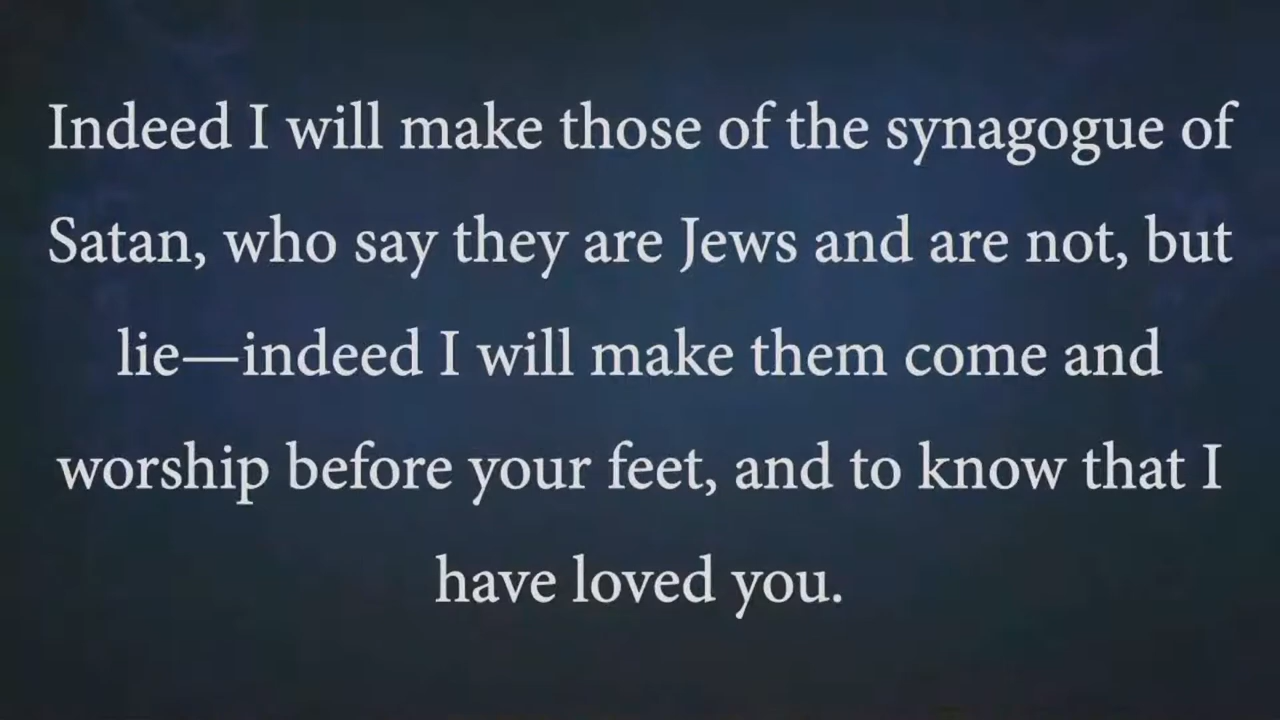 Indeed I will make those of the synagogue of
Satan, who say they are Jews and are not, but
lie—indeed I will make them come and
worship before your feet, and to know that I
have loved you.